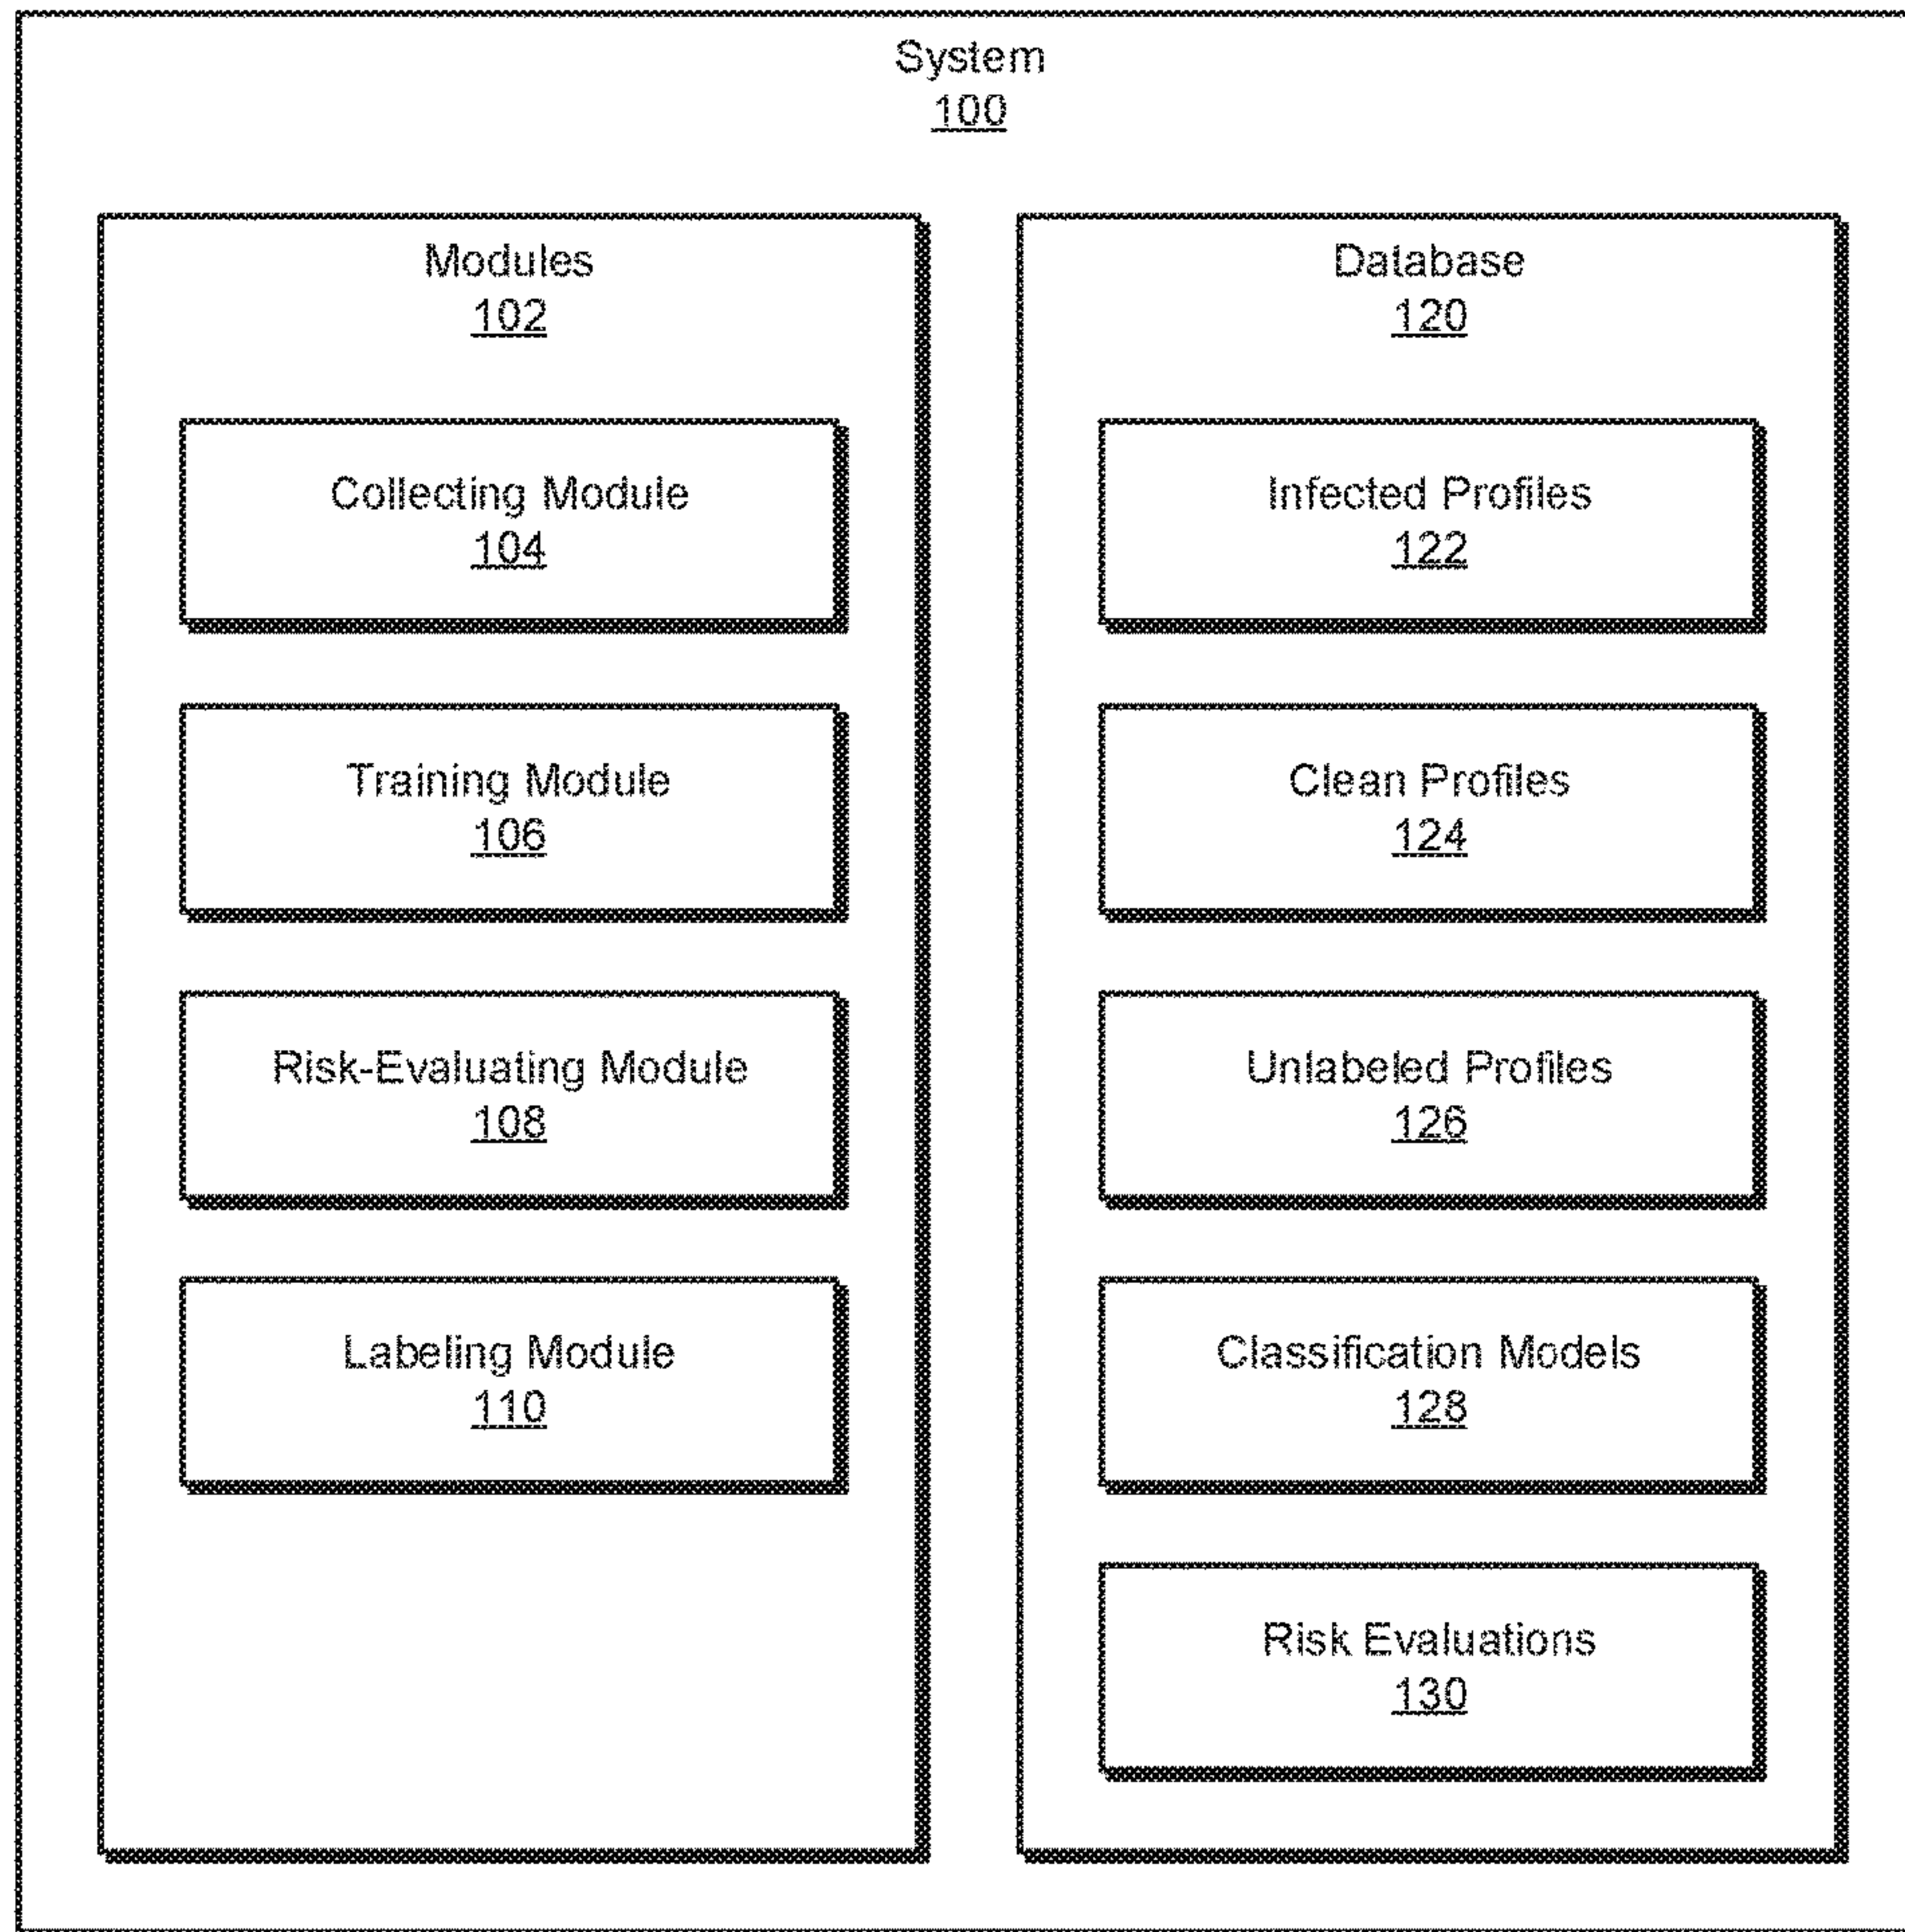 System
100
Modules
102
Collecting Module
104
Training Module
106
Risk-Evaluating Module
108
Labeling Module
110
Database
120
Infected Profiles
122
Clean Profiles
124
Unlabeled Profiles
126
Classification Models
128
Risk Evaluations
130